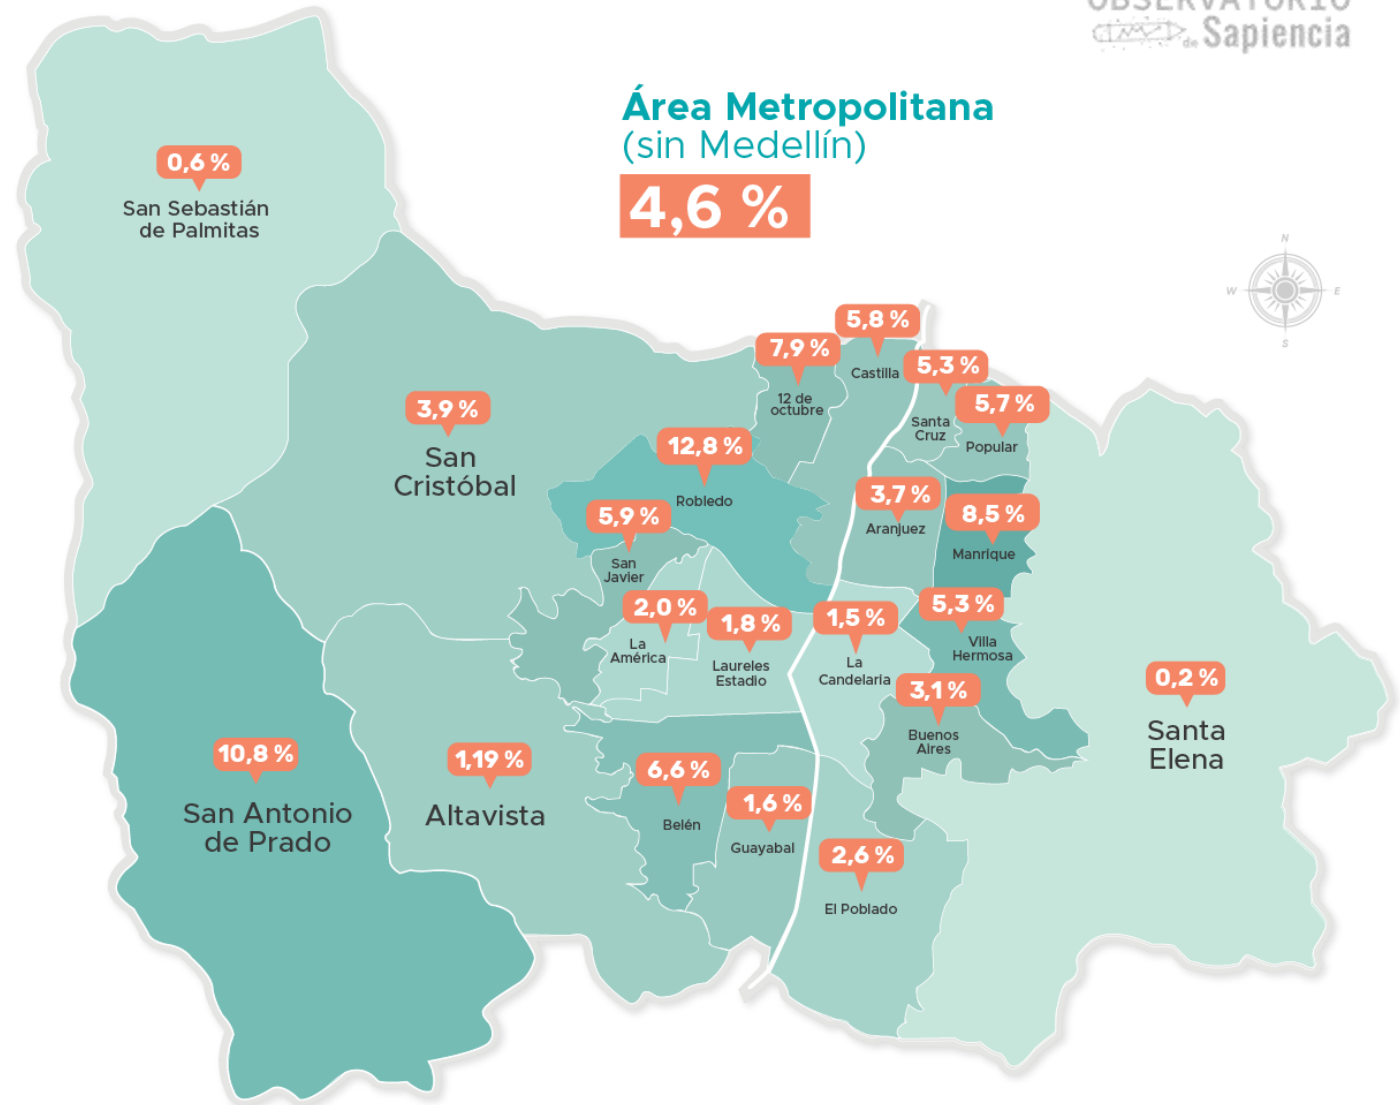 OBSERVATORIO
de Sapiencia
Área Metropolitana
(sin Medellín)
4,6 %
0,6 %
San Sebastián
de Palmitas
N
W
E
S
5,8 %
Castilla
7,9 %
12 de
octubre
5,3 %
Santa
Cruz
5,7 %
Popular
3,9 %
San
Cristóbal
12,8 %
Robledo
3,7 %
Aranjuez
8,5 %
Manrique
5,9 %
San
Javier
2,0 %
La
América
1,8 %
Laureles
Estadio
1,5 %
La
Candelaria
5,3 %
Villa
Hermosa
3,1 %
Buenos
Aires
0,2 %
Santa
Elena
10,8 %
San Antonio
de Prado
1,19 %
Altavista
6,6 %
Belén
1,6 %
Guayabal
2,6 %
El Poblado